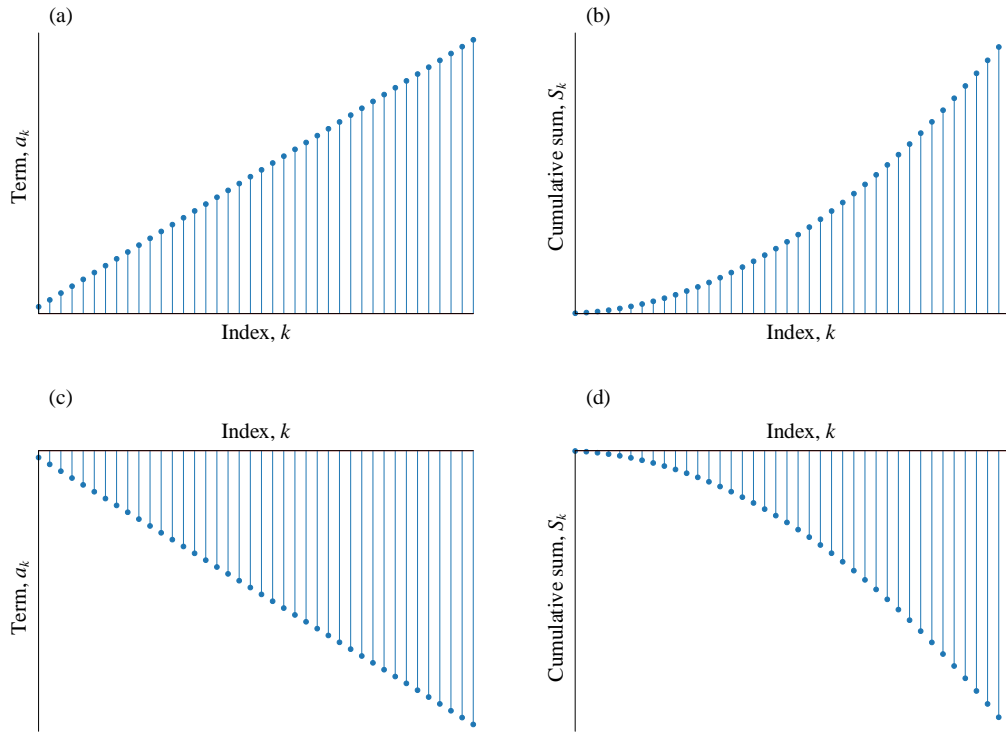 (a)
Term, a_k
Index, k
(b)
Cumulative sum, S_k
Index, k
(c)
Index, k
Term, a_k
(d)
Index, k
Cumulative sum, S_k